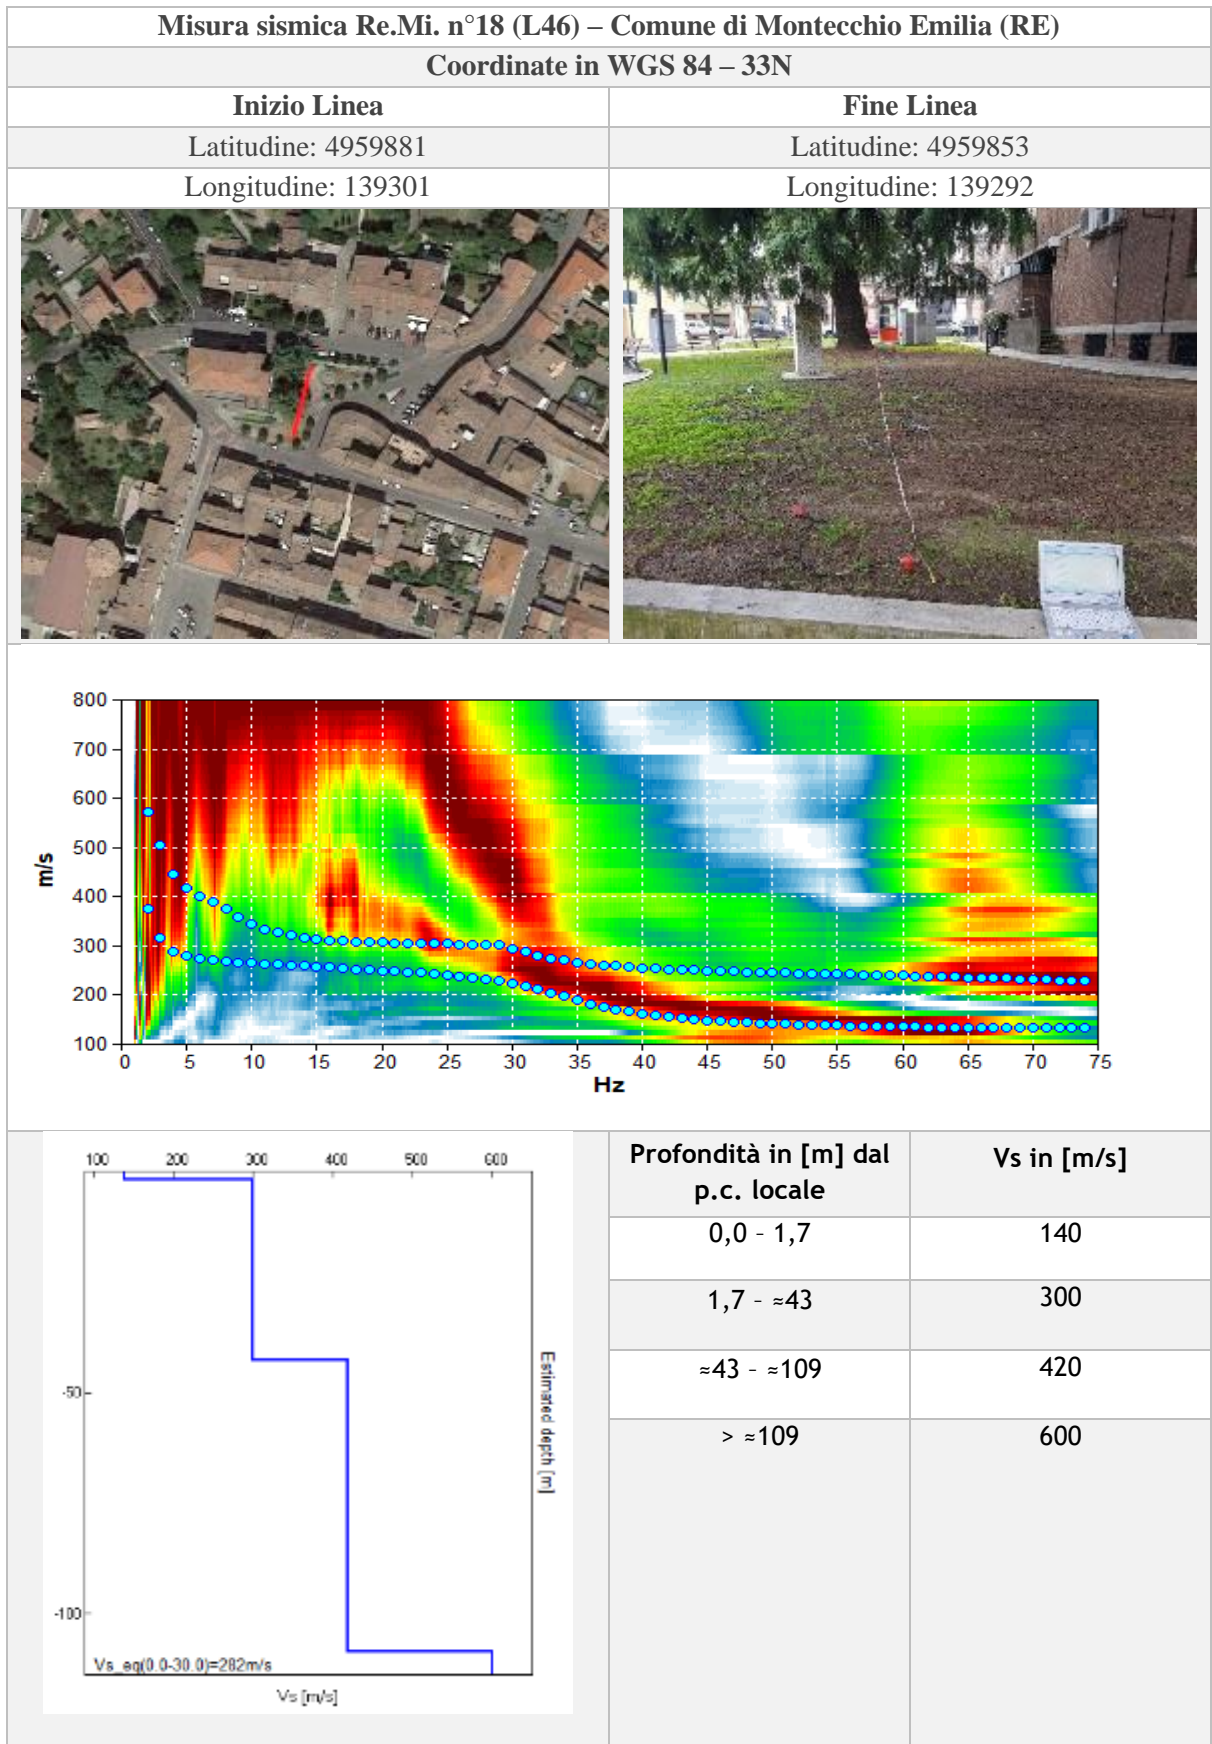 Misura sismica Re.Mi. n°18 (L46) – Comune di Montecchio Emilia (RE)
Coordinate in WGS 84 – 33N
Inizio Linea
Fine Linea
Latitudine: 4959881
Latitudine: 4959853
Longitudine: 139301
Longitudine: 139292
800
700
600
500
400
300
200
100
m/s
0 5 10 15 20 25 30 35 40 45 50 55 60 65 70 75
Hz
100 200 300 400 500 600
-50
-100
Estimated depth [m]
Vs_eq(0.0-30.0)=282m/s
Vs [m/s]
Profondità in [m] dal
p.c. locale
Vs in [m/s]
0,0 – 1,7
140
1,7 – ≈43
300
≈43 – ≈109
420
> ≈109
600